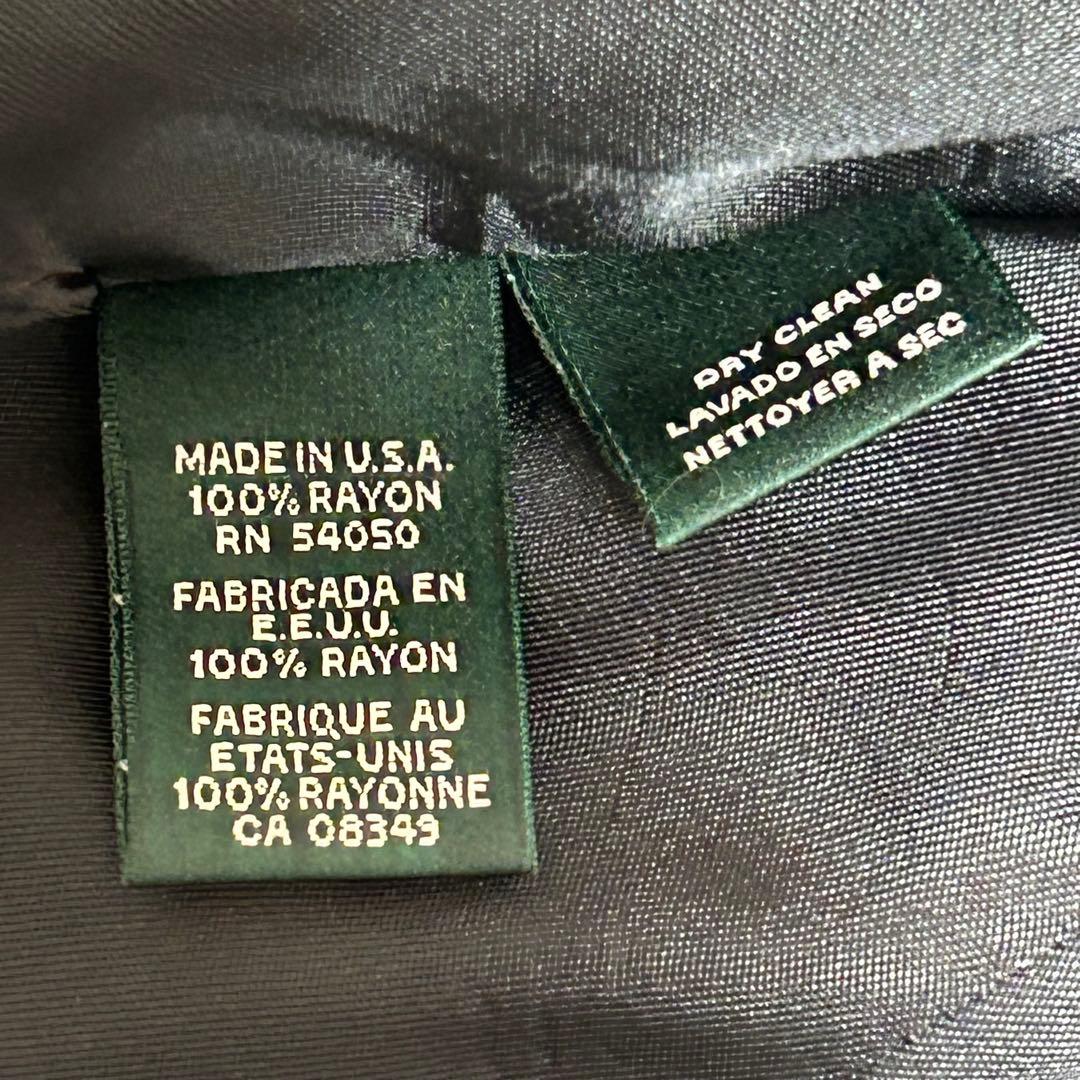 MADE IN U.S.A.
100% RAYON
RN 54050
FABRICADA EN
E.E.U.U.
100% RAYON
FABRIQUE AU
ETATS-UNIS
100% RAYONNE
CA 08349
DRY CLEAN
LAVADO EN SECO
NETTOYER A SEC